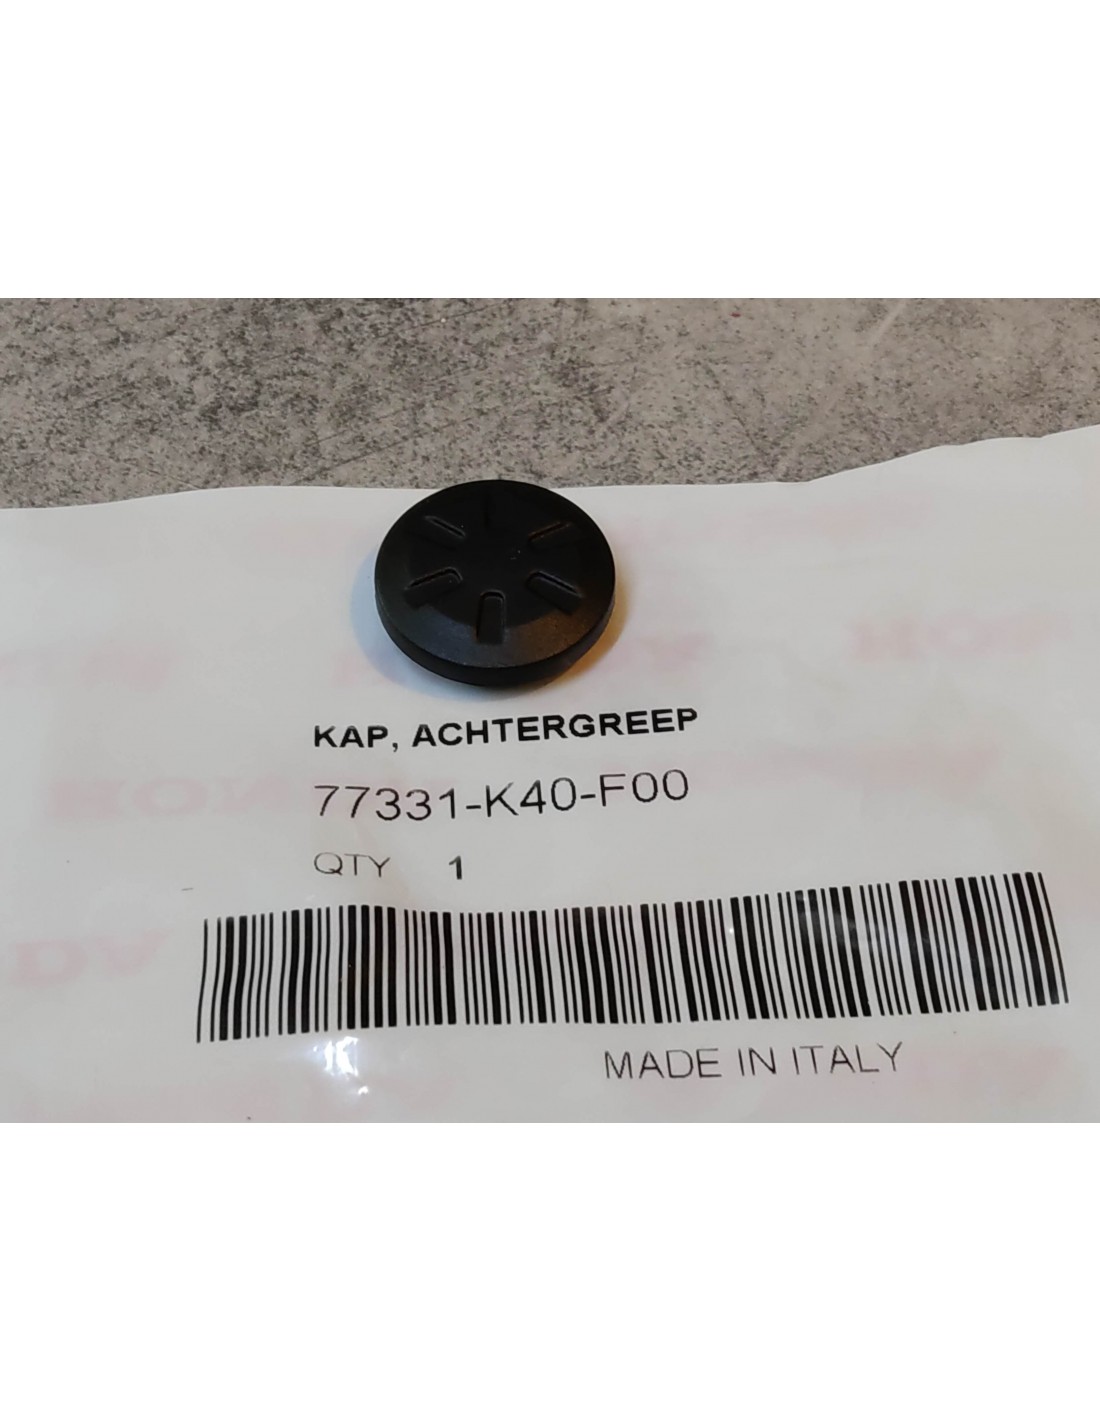 KAP, ACHTERGREEP
77331-K40-F00
QTY 1
MADE IN ITALY